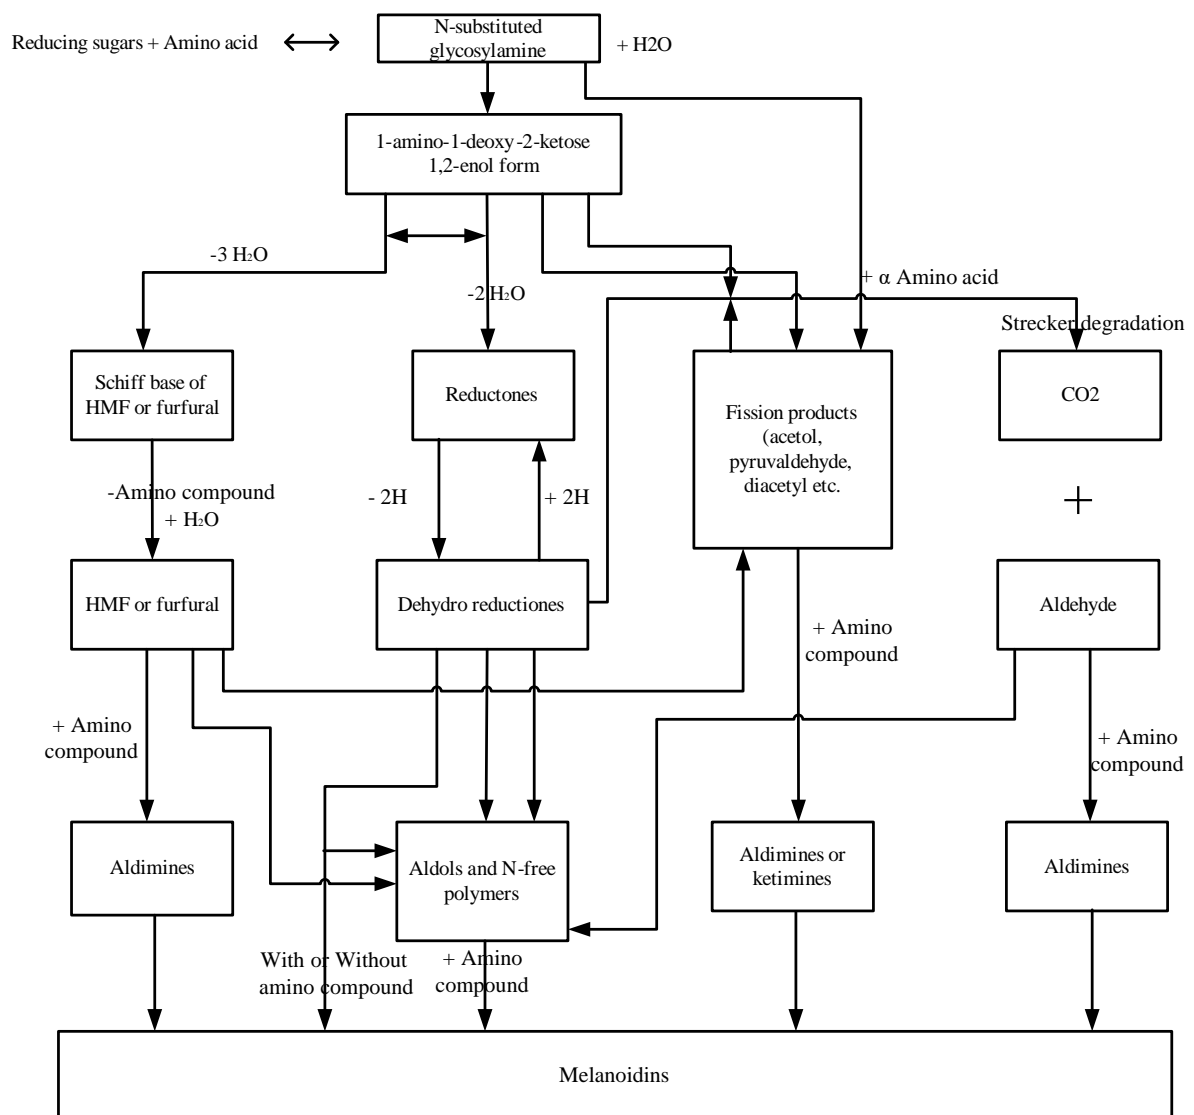 N-substituted
glycosylamine
Reducing sugars + Amino acid
+ H2O
1-amino-1-deoxy-2-ketose
1,2-enol form
-3 H₂O
+ α Amino acid
-2 H₂O
Strecker degradation
Schiff base of
HMF or furfural
Reductones
Fission products
(acetol,
pyruvaldehyde,
diacetyl etc.
CO2
-Amino compound
+ H₂O
- 2H
+ 2H
+
HMF or furfural
Dehydro reductiones
Aldehyde
+ Amino
compound
+ Amino
compound
+ Amino
compound
Aldimines
Aldols and N-free
polymers
Aldimines or
ketimines
Aldimines
With or Without
amino compound
+ Amino
compound
Melanoidins